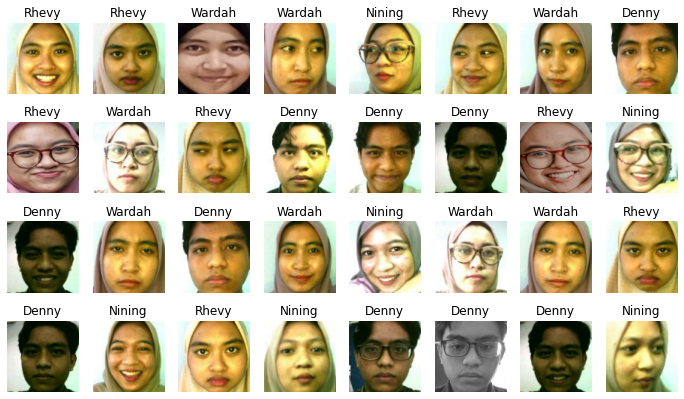 Rhevy Rhevy Wardah Wardah Nining Rhevy Wardah Denny
Rhevy Wardah Rhevy Denny Denny Denny Rhevy Nining
Denny Wardah Denny Wardah Nining Wardah Wardah Rhevy
Denny Nining Rhevy Nining Denny Denny Denny Nining